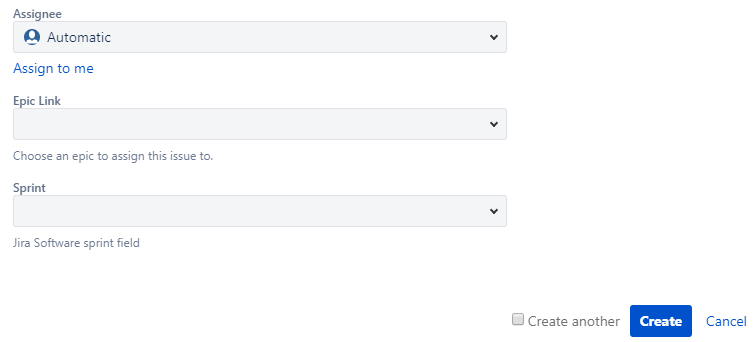 Assignee
Automatic
Assign to me
Epic Link
Choose an epic to assign this issue to.
Sprint
Jira Software sprint field
Create another Create Cancel